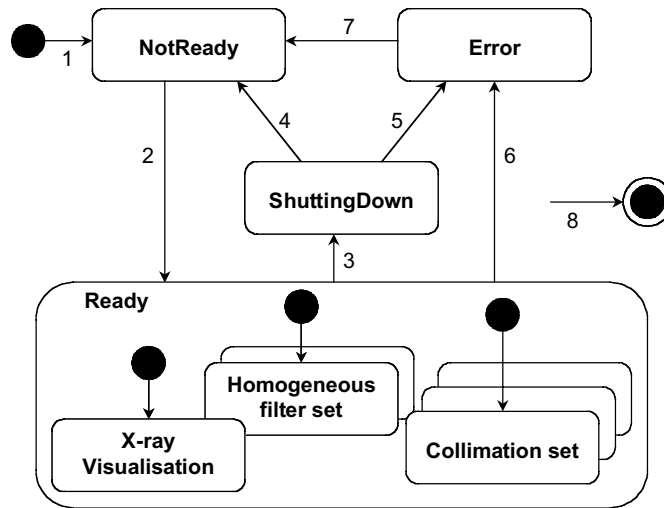 1
NotReady
7
Error
2
4
5
6
ShuttingDown
8
3
Ready
Homogeneous
filter set
X-ray
Visualisation
Collimation set